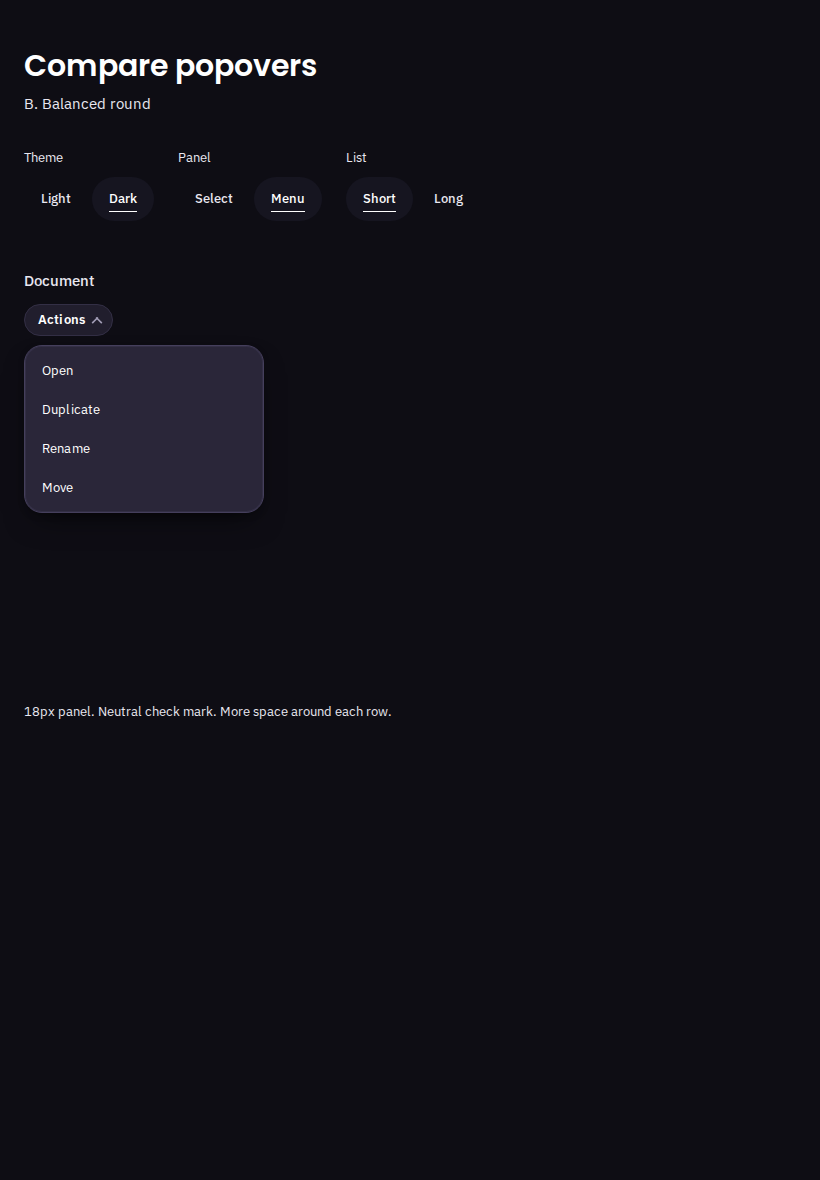 Compare popovers
B. Balanced round
Theme Panel List
Light Dark Select Menu Short Long
Document
Actions
Open
Duplicate
Rename
Move
18px panel. Neutral check mark. More space around each row.